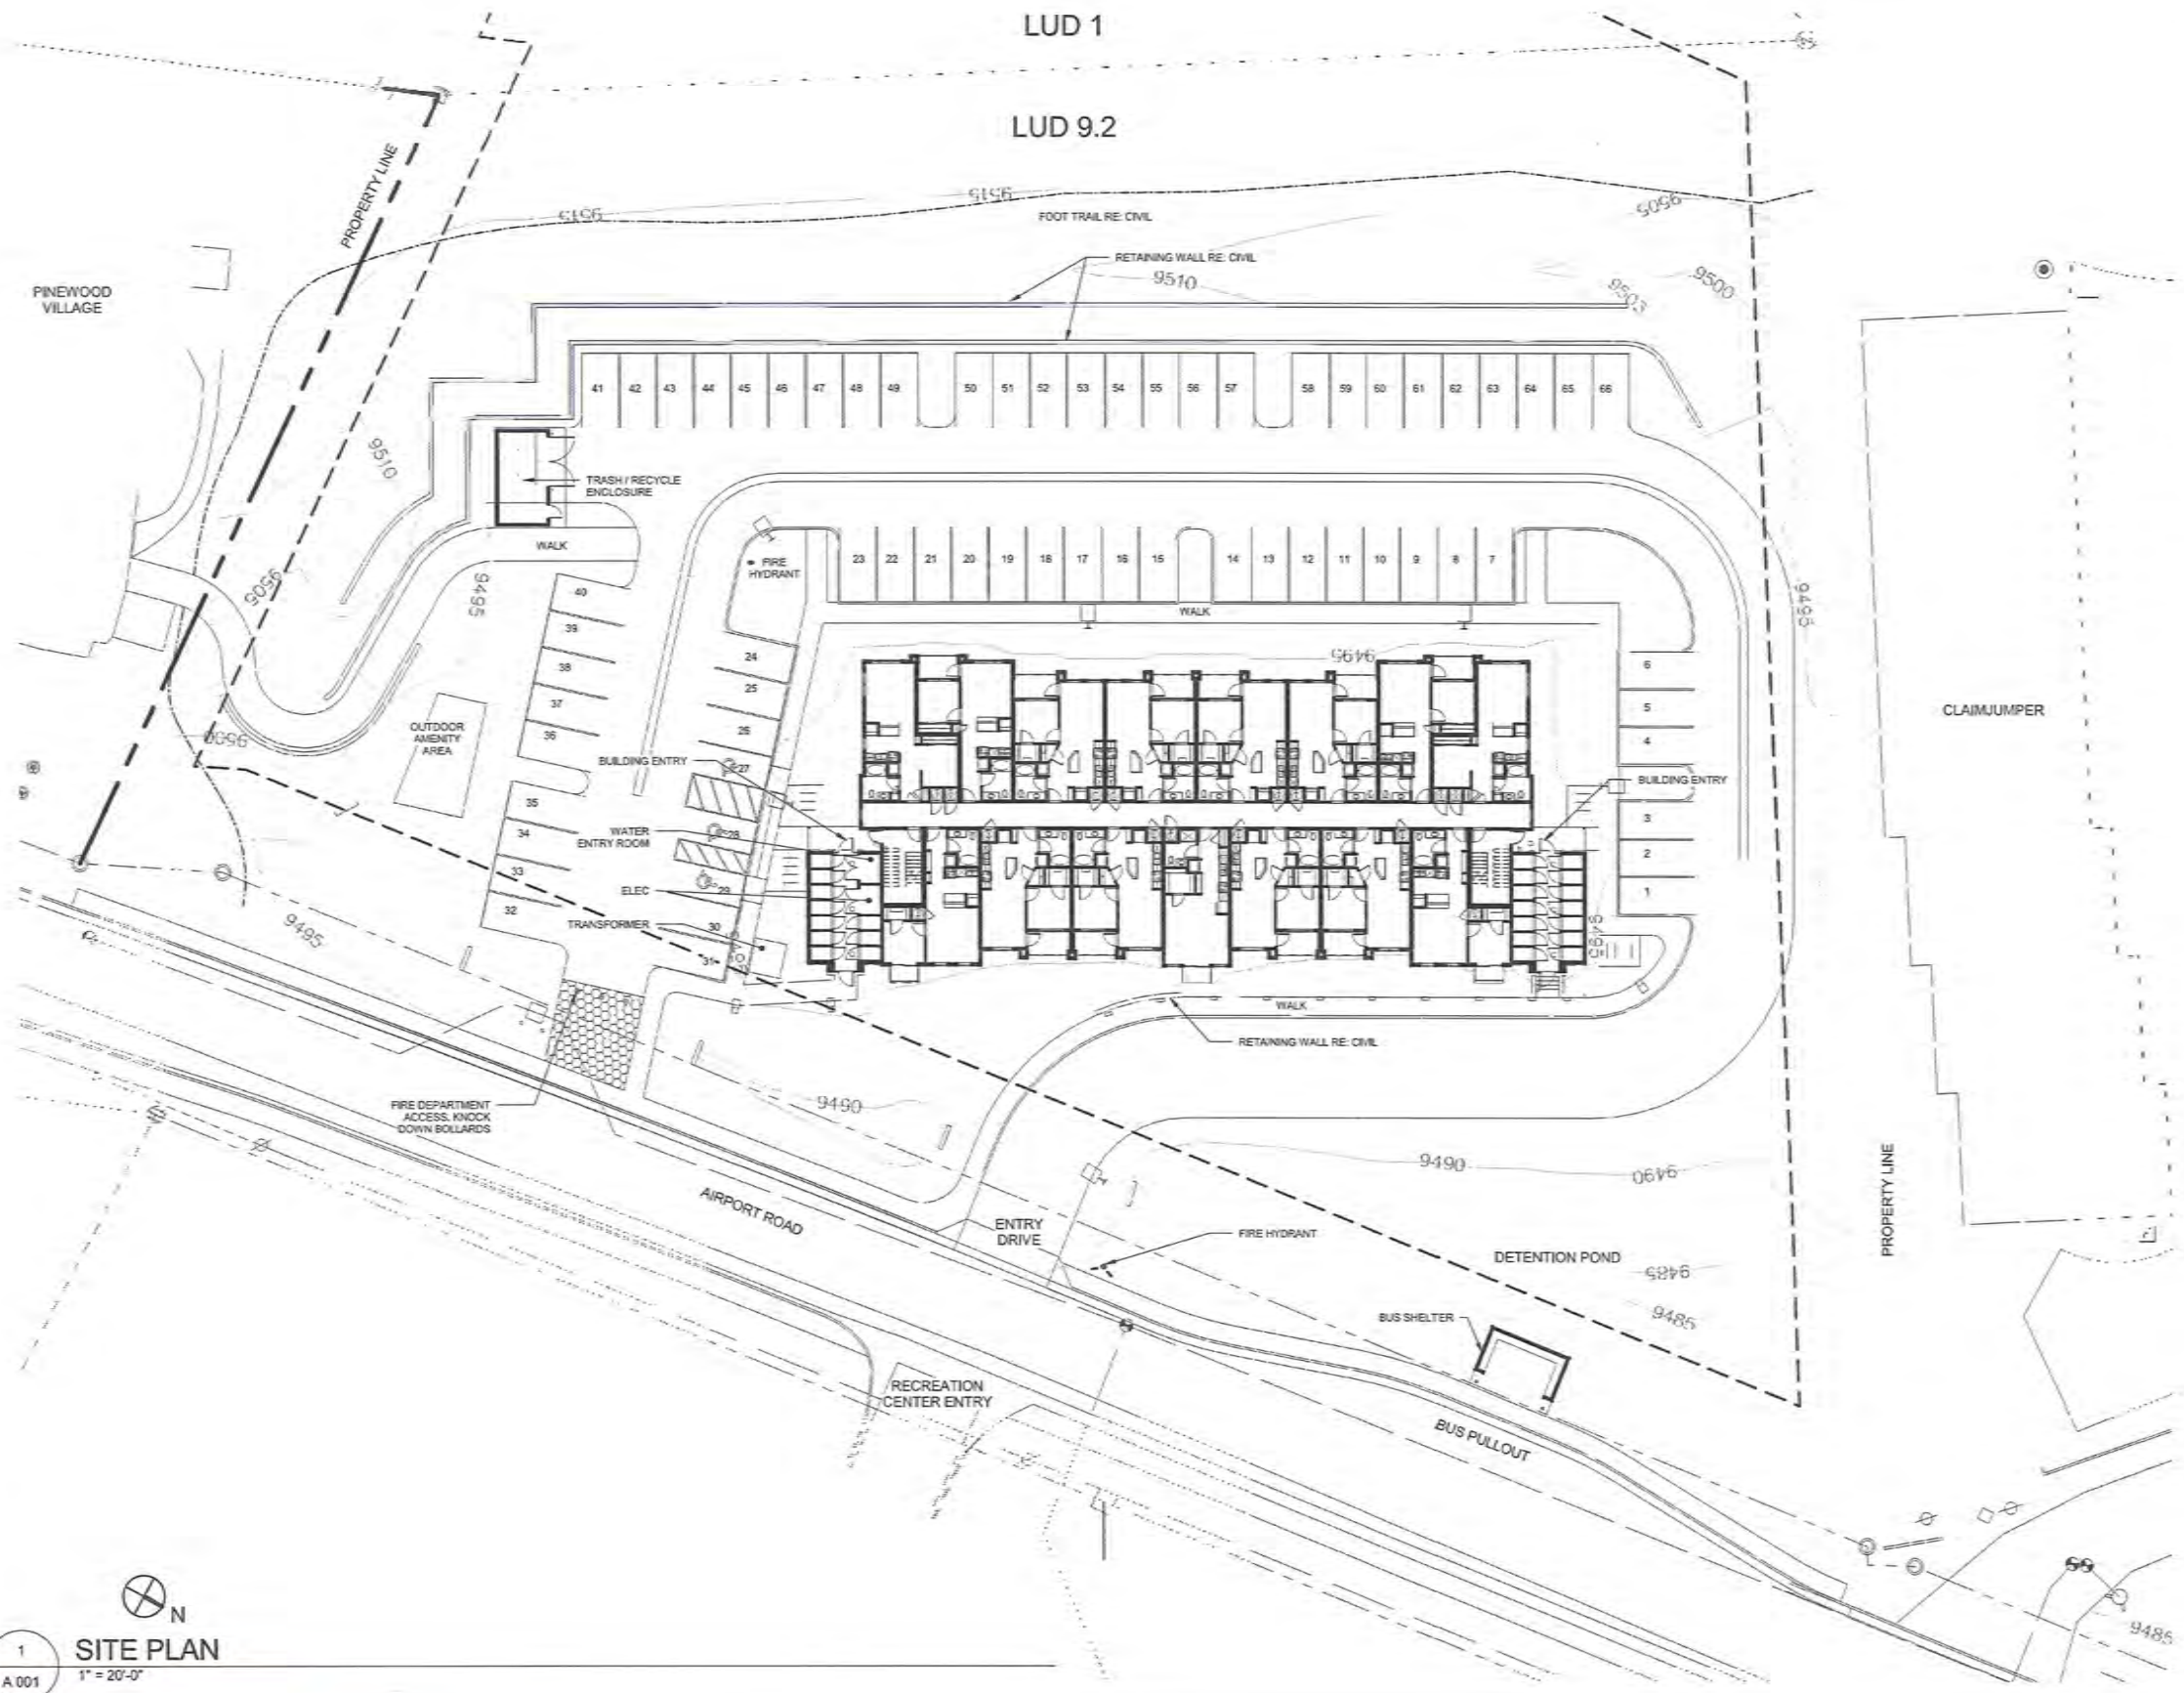 LUD 1
LUD 9.2
PROPERTY LINE
9515
9515
9505
FOOT TRAIL RE: CIVIL
RETAINING WALL RE: CIVIL
9510
9503
9500
PINEWOOD
VILLAGE
41 42 43 44 45 46 47 48 49 50 51 52 53 54 55 56 57 58 59 60 61 62 63 64 65 66
9510
TRASH / RECYCLE
ENCLOSURE
WALK
FIRE
HYDRANT
23 22 21 20 19 18 17 16 15 14 13 12 11 10 9 8 7
9505
9495
9495
40
39
38
37
36
WALK
24
25
26
27
28
29
30
31
9495
6
5
4
3
2
1
CLAIMJUMPER
OUTDOOR
AMENITY
AREA
9500
BUILDING ENTRY
BUILDING ENTRY
35
34
33
32
WATER
ENTRY ROOM
ELEC
TRANSFORMER
9495
9495
WALK
RETAINING WALL RE: CIVIL
FIRE DEPARTMENT
ACCESS, KNOCK
DOWN BOLLARDS
9490
9490
9490
PROPERTY LINE
AIRPORT ROAD
ENTRY
DRIVE
FIRE HYDRANT
DETENTION POND
9485
9485
BUS SHELTER
RECREATION
CENTER ENTRY
BUS PULLOUT
9485
N
1
A 001
SITE PLAN
1" = 20'-0"